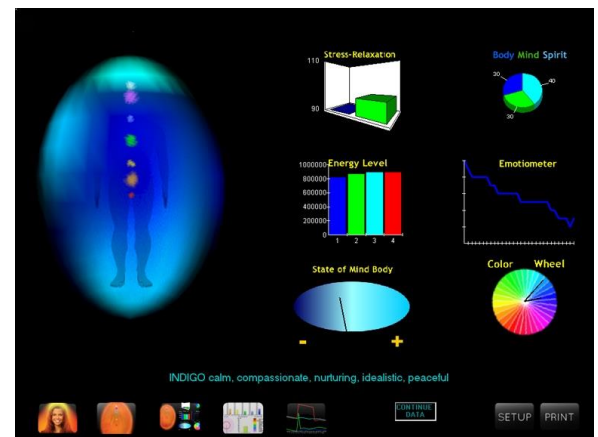 Stress-Relaxation
110
90
Body Mind Spirit
30
40
30
Energy Level
1000000
800000
600000
400000
200000
0
1 2 3 4
Emotiometer
State of Mind Body
- +
Color Wheel
INDIGO calm, compassionate, nurturing, idealistic, peaceful
CONTINUE
DATA
SETUP PRINT